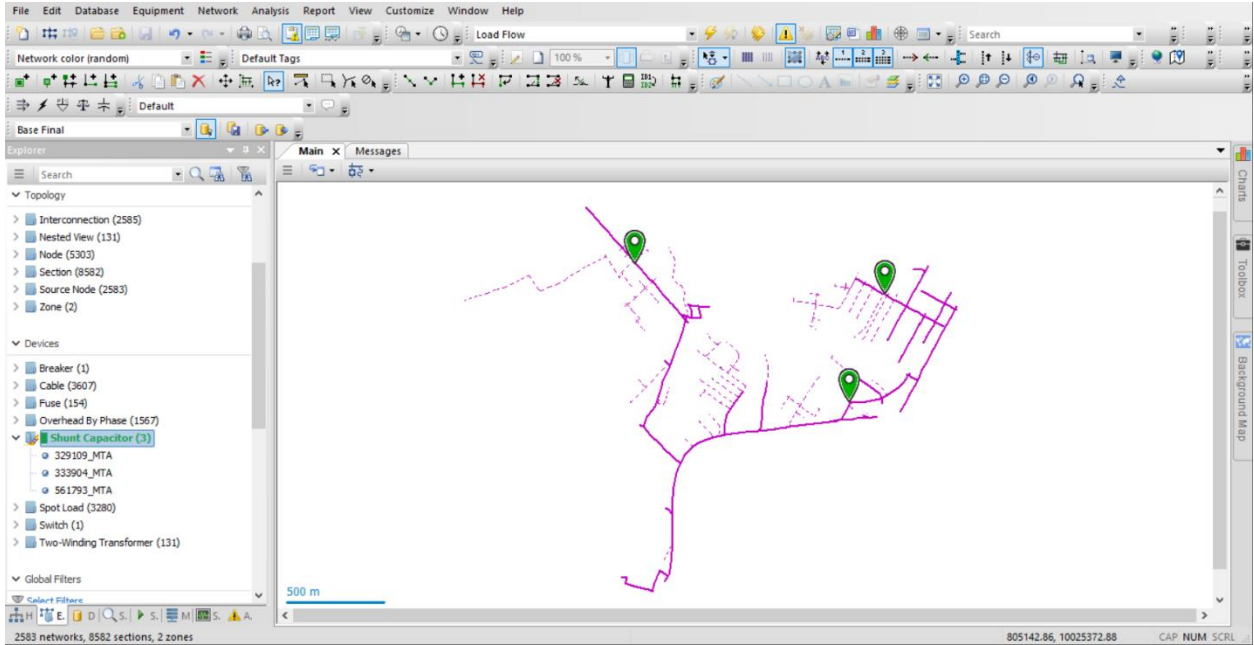 File Edit Database Equipment Network Analysis Report View Customize Window Help
Load Flow
Search
Network color (random)
Default Tags
100%
Default
Base Final
Explorer
Main Messages
Search
Topology
Interconnection (2585)
Nested View (131)
Node (5303)
Section (8582)
Source Node (2583)
Zone (2)
Devices
Breaker (1)
Cable (3607)
Fuse (154)
Overhead By Phase (1567)
Shunt Capacitor (3)
329109_MTA
333904_MTA
561793_MTA
Spot Load (3280)
Switch (1)
Two-Winding Transformer (131)
Global Filters
Select Filters
H E. D S. S. M S. A.
500 m
Charts
Toolbox
Background Map
2583 networks, 8582 sections, 2 zones
805142.86, 10025372.88 CAP NUM SCRL